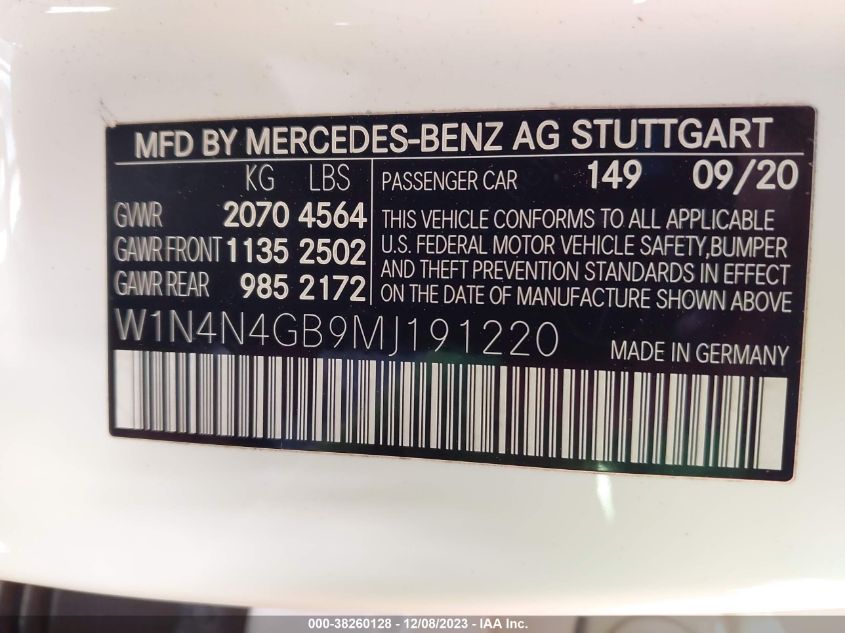 MFD BY MERCEDES-BENZ AG STUTTGART
KG LBS
GVWR 2070 4564
GAWR FRONT 1135 2502
GAWR REAR 985 2172
PASSENGER CAR 149 09/20
THIS VEHICLE CONFORMS TO ALL APPLICABLE
U.S. FEDERAL MOTOR VEHICLE SAFETY,BUMPER
AND THEFT PREVENTION STANDARDS IN EFFECT
ON THE DATE OF MANUFACTURE SHOWN ABOVE.
W1N4N4GB9MJ191220
MADE IN GERMANY
000-38260128 - 12/08/2023 - IAA Inc.